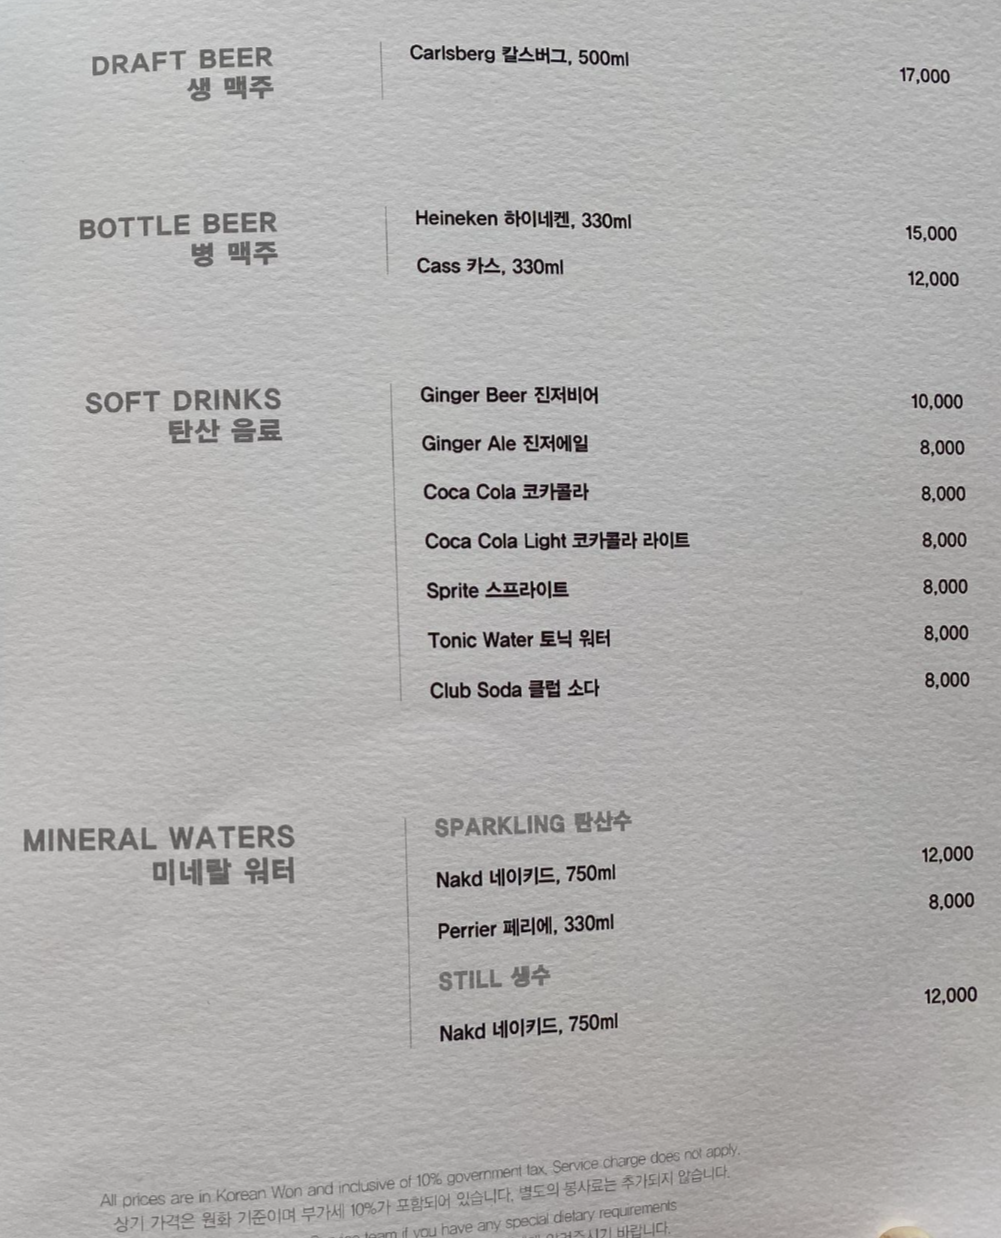 DRAFT BEER
생 맥주
Carlsberg 칼스버그, 500ml
17,000
BOTTLE BEER
병 맥주
Heineken 하이네켄, 330ml
15,000
Cass 카스, 330ml
12,000
SOFT DRINKS
탄산 음료
Ginger Beer 진저비어
10,000
Ginger Ale 진저에일
8,000
Coca Cola 코카콜라
8,000
Coca Cola Light 코카콜라 라이트
8,000
Sprite 스프라이트
8,000
Tonic Water 토닉 워터
8,000
Club Soda 클럽 소다
8,000
MINERAL WATERS
미네랄 워터
SPARKLING 탄산수
Nakd 네이키드, 750ml
12,000
Perrier 페리에, 330ml
8,000
STILL 생수
Nakd 네이키드, 750ml
12,000
All prices are in Korean Won and inclusive of 10% government tax. Service charge does not apply.
상기 가격은 원화 기준이며 부가세 10%가 포함되어 있습니다. 별도의 봉사료는 추가되지 않습니다.
team if you have any special dietary requirements
바랍니다.